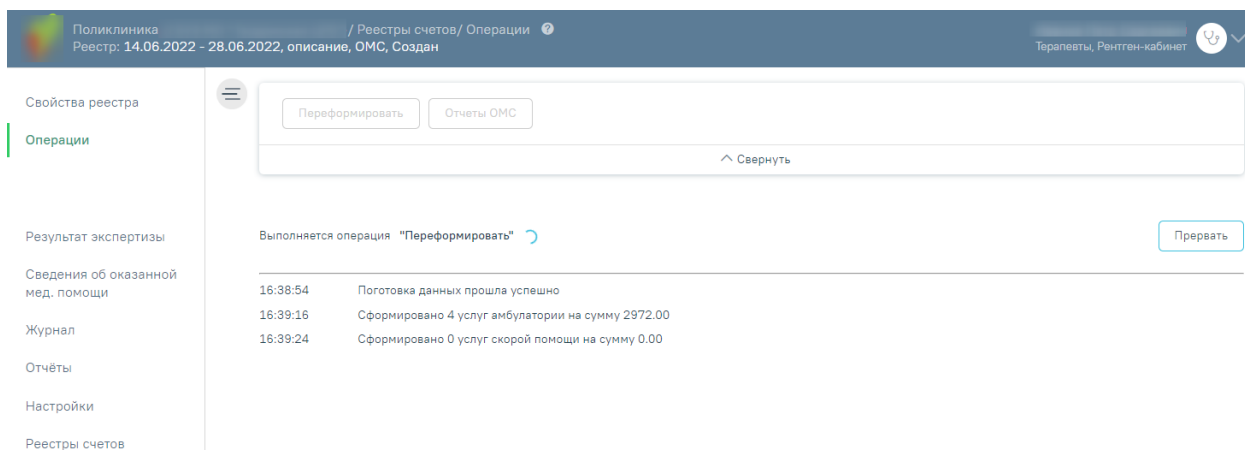 Поликлиника / Реестры счетов/ Операции ?
Реестр: 14.06.2022 - 28.06.2022, описание, ОМС, Создан
Терапевты, Рентген-кабинет
Свойства реестра
Операции
Переформировать
Отчеты ОМС
Свернуть
Результат экспертизы
Сведения об оказанной
мед. помощи
Журнал
Отчёты
Настройки
Реестры счетов
Выполняется операция "Переформировать"
Прервать
16:38:54 Поготовка данных прошла успешно
16:39:16 Сформировано 4 услуг амбулатории на сумму 2972.00
16:39:24 Сформировано 0 услуг скорой помощи на сумму 0.00